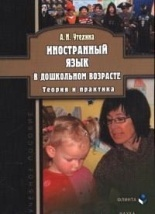 А. Н. Утехина
ИНОСТРАННЫЙ
ЯЗЫК
В ДОШКОЛЬНОМ ВОЗРАСТЕ
Теория и практика